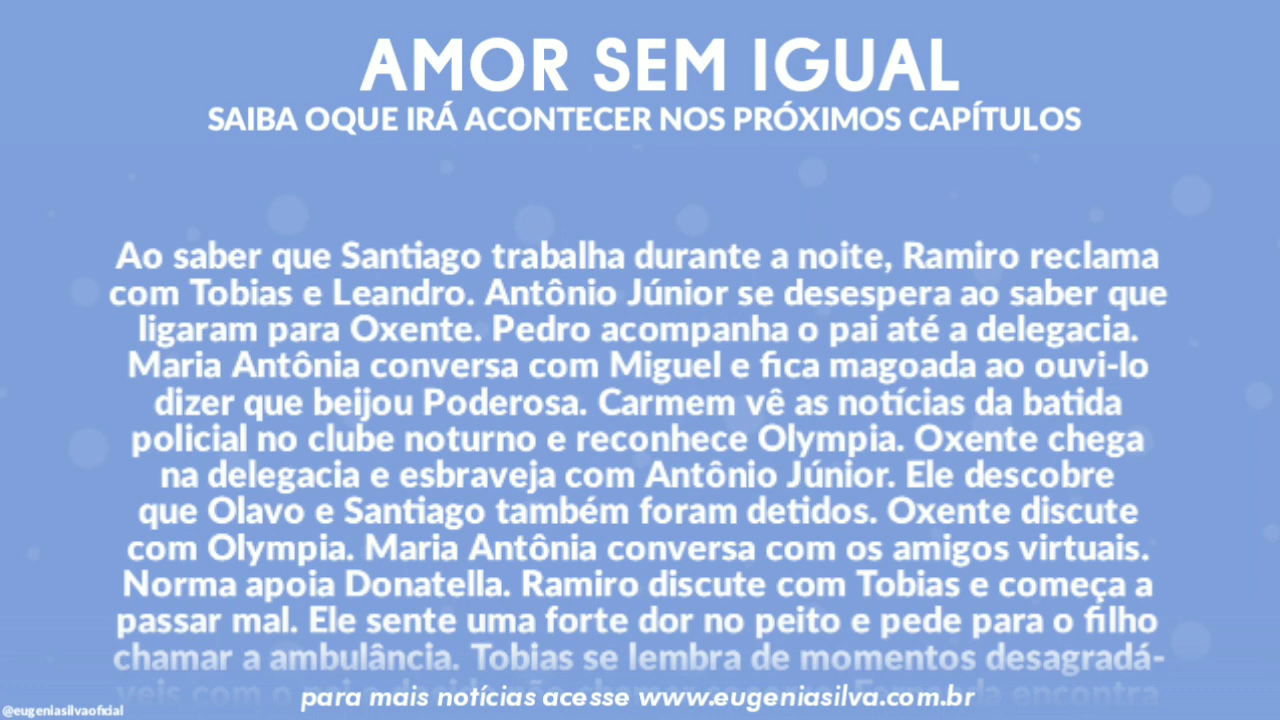 AMOR SEM IGUAL
SAIBA OQUE IRÁ ACONTECER NOS PRÓXIMOS CAPÍTULOS
Ao saber que Santiago trabalha durante a noite, Ramiro reclama
com Tobias e Leandro. Antônio Júnior se desespera ao saber que
ligaram para Oxente. Pedro acompanha o pai até a delegacia.
Maria Antônia conversa com Miguel e fica magoada ao ouvi-lo
dizer que beijou Poderosa. Carmem vê as notícias da batida
policial no clube noturno e reconhece Olympia. Oxente chega
na delegacia e esbraveja com Antônio Júnior. Ele descobre
que Olavo e Santiago também foram detidos. Oxente discute
com Olympia. Maria Antônia conversa com os amigos virtuais.
Norma apoia Donatella. Ramiro discute com Tobias e começa a
passar mal. Ele sente uma forte dor no peito e pede para o filho
chamar a ambulância. Tobias se lembra de momentos desagradá-
veis com o encontra
para mais notícias acesse www.eugeniasilva.com.br
@eugeniasilvaoficial